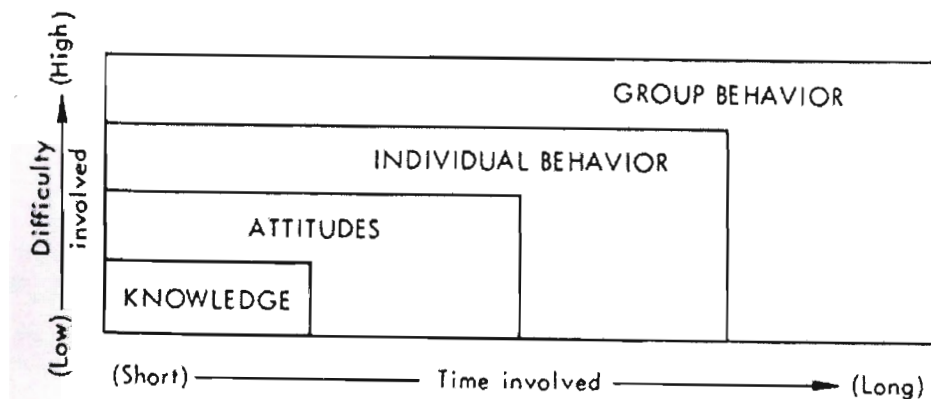 (High)
Difficulty
involved
(Low)
GROUP BEHAVIOR
INDIVIDUAL BEHAVIOR
ATTITUDES
KNOWLEDGE
(Short) Time involved (Long)